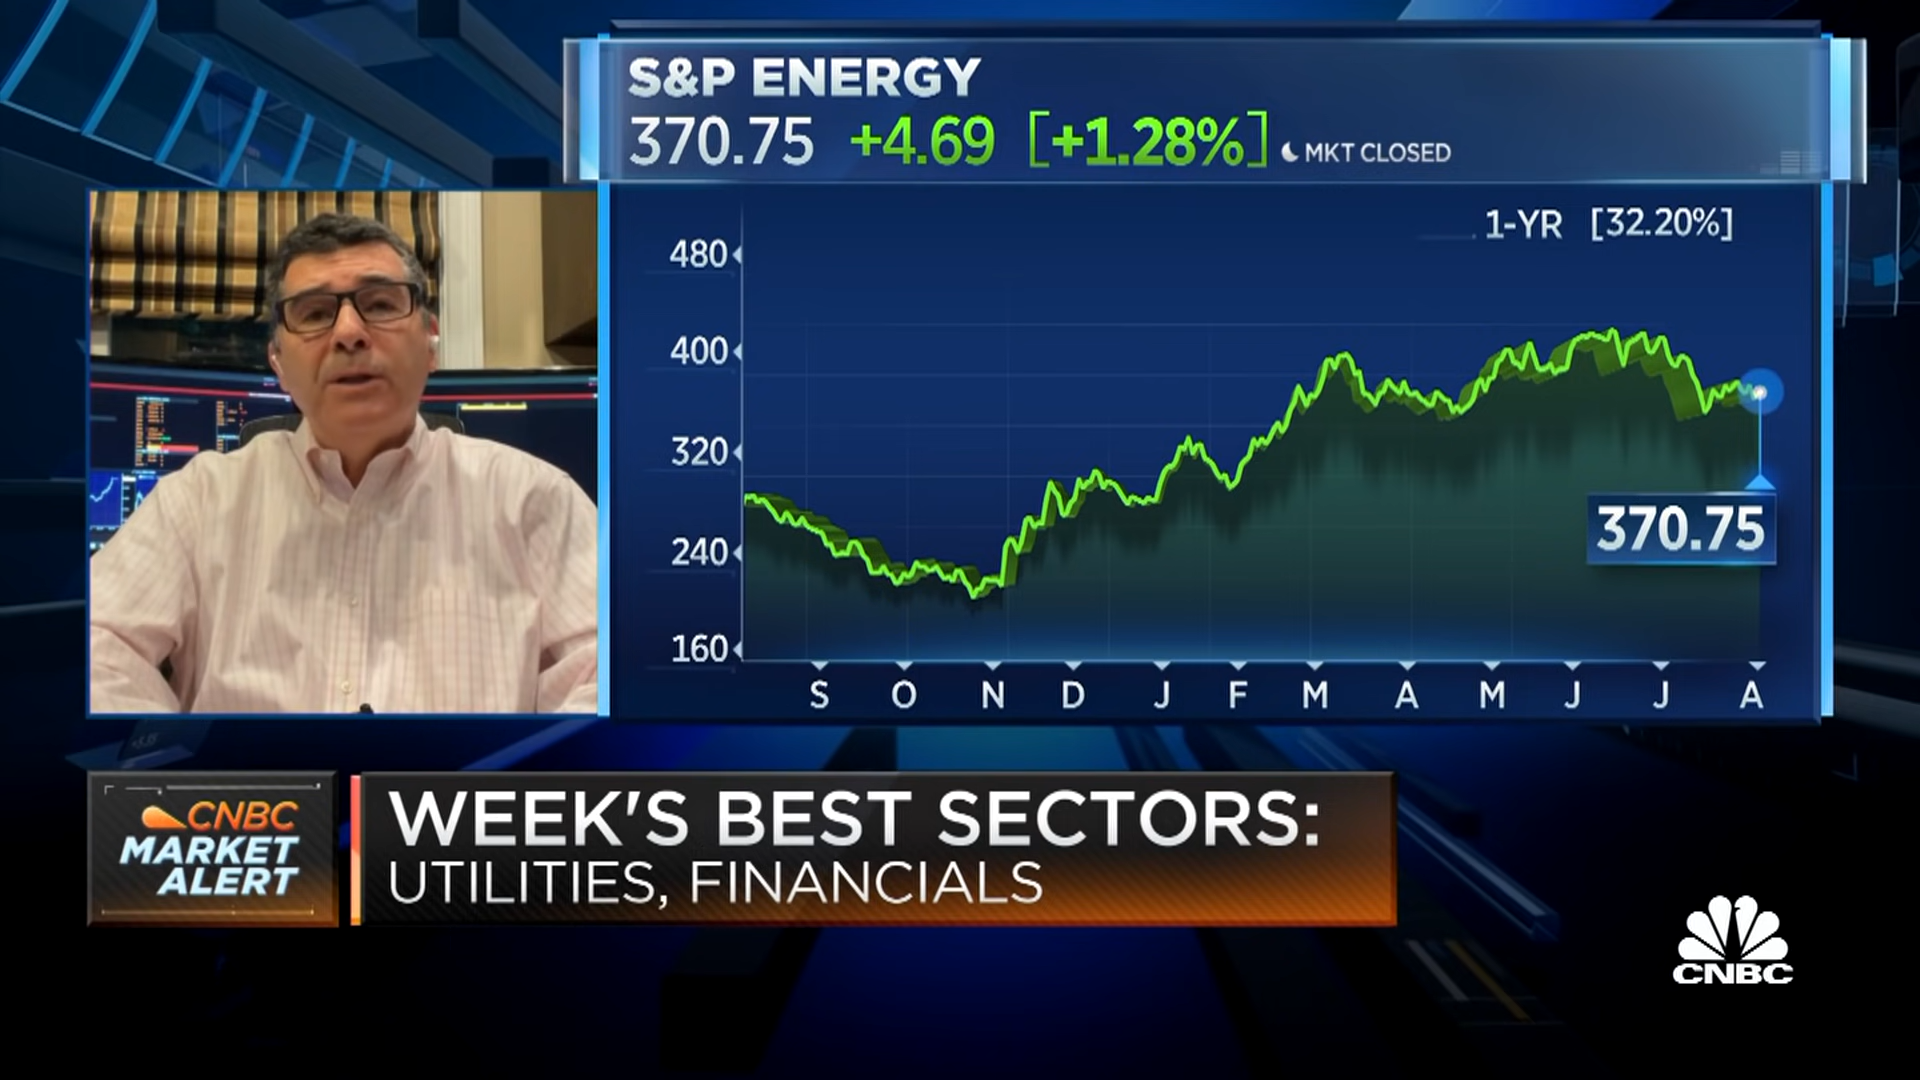 S&P ENERGY
370.75 +4.69 [+1.28%] MKT CLOSED
1-YR [32.20%]
480
400
320
240
160
370.75
S O N D J F M A M J J A
CNBC
MARKET
ALERT
WEEK'S BEST SECTORS:
UTILITIES, FINANCIALS
CNBC